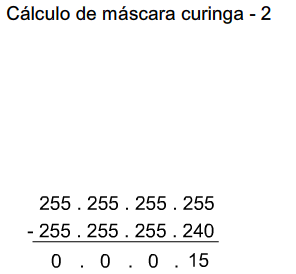 Cálculo de máscara curinga - 2
255 . 255 . 255 . 255
- 255 . 255 . 255 . 240
0 . 0 . 0 . 15